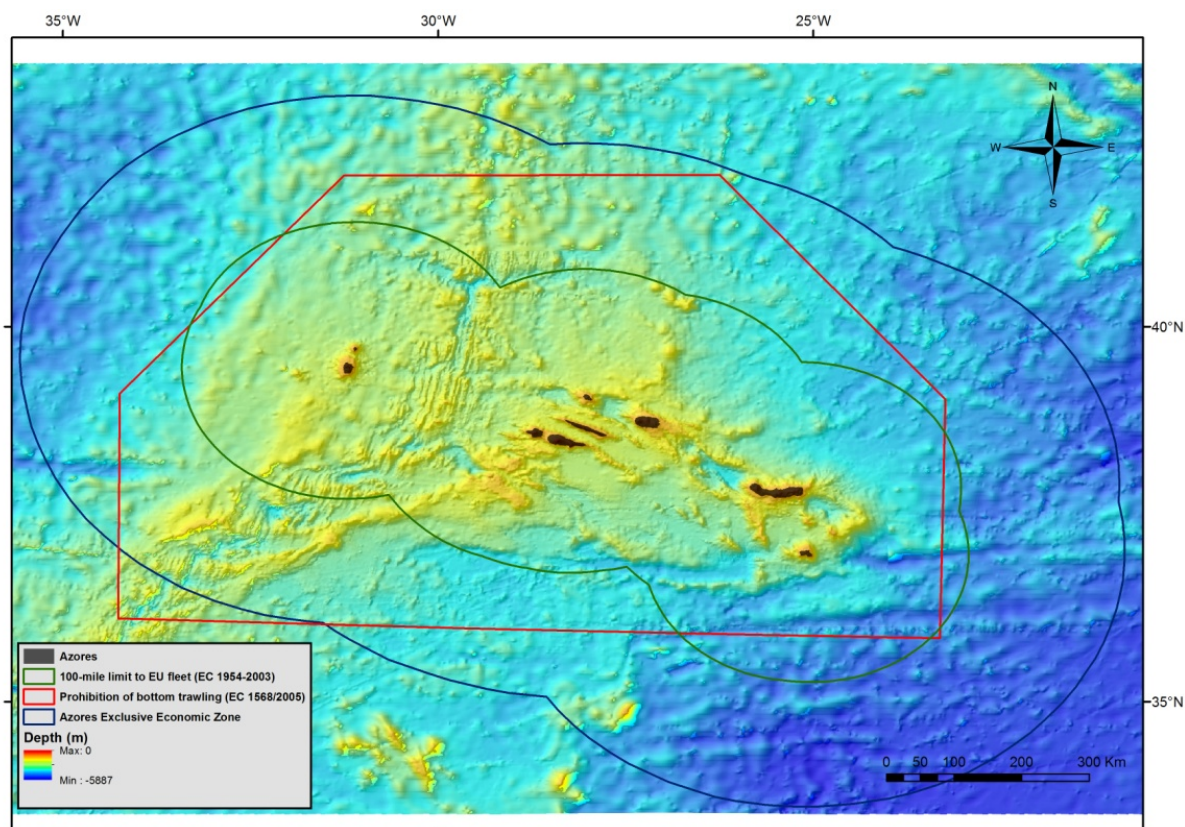 35°W 30°W 25°W
N
W E
S
40°N
35°N
Azores
100-mile limit to EU fleet (EC 1954-2003)
Prohibition of bottom trawling (EC 1568/2005)
Azores Exclusive Economic Zone
Depth (m)
Max: 0
Min : -5887
0 50 100 200 300 Km